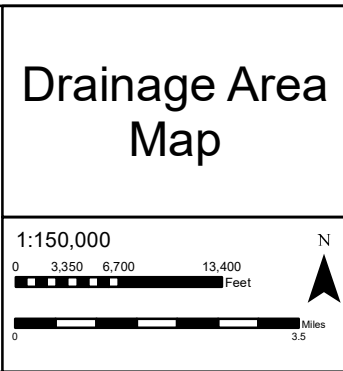 Drainage Area
Map
1:150,000
N
0 3,350 6,700 13,400
Feet
Miles
0 3.5